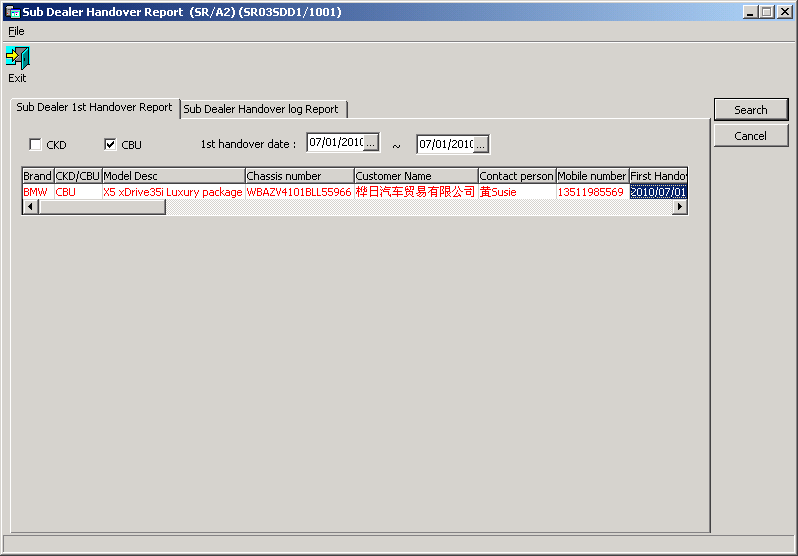 Sub Dealer Handover Report (SR/A2) (SR03SDD1/1001)
File
Exit
Sub Dealer 1st Handover Report Sub Dealer Handover log Report
Search
Cancel
CKD CBU 1st handover date : 07/01/2010 ... ~ 07/01/2010 ...
Brand CKD/CBU Model Desc Chassis number Customer Name Contact person Mobile number First Handov
BMW CBU X5 xDrive35i Luxury package WBAZV4101BLL55966 桦日汽车贸易有限公司 黄Susie 13511985569 2010/07/01